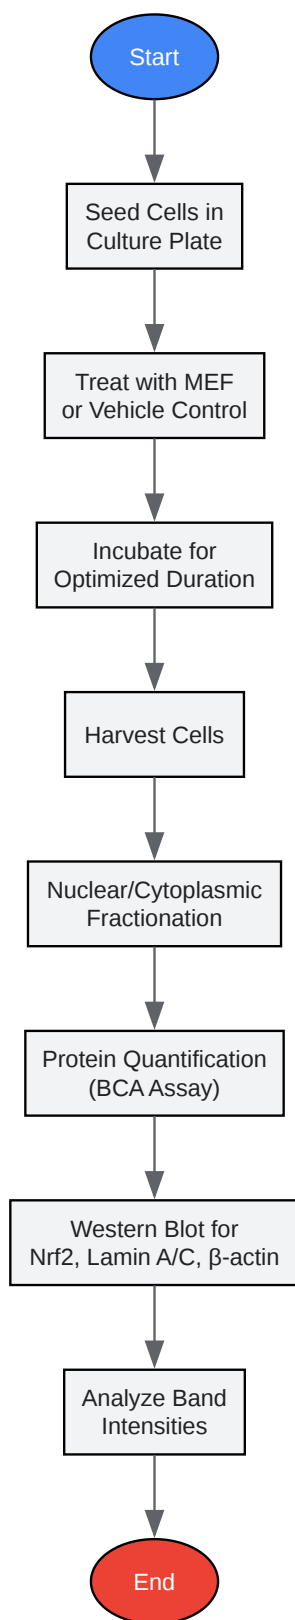 Start
Seed Cells in
Culture Plate
Treat with MEF
or Vehicle Control
Incubate for
Optimized Duration
Harvest Cells
Nuclear/Cytoplasmic
Fractionation
Protein Quantification
(BCA Assay)
Western Blot for
Nrf2, Lamin A/C, β-actin
Analyze Band
Intensities
End